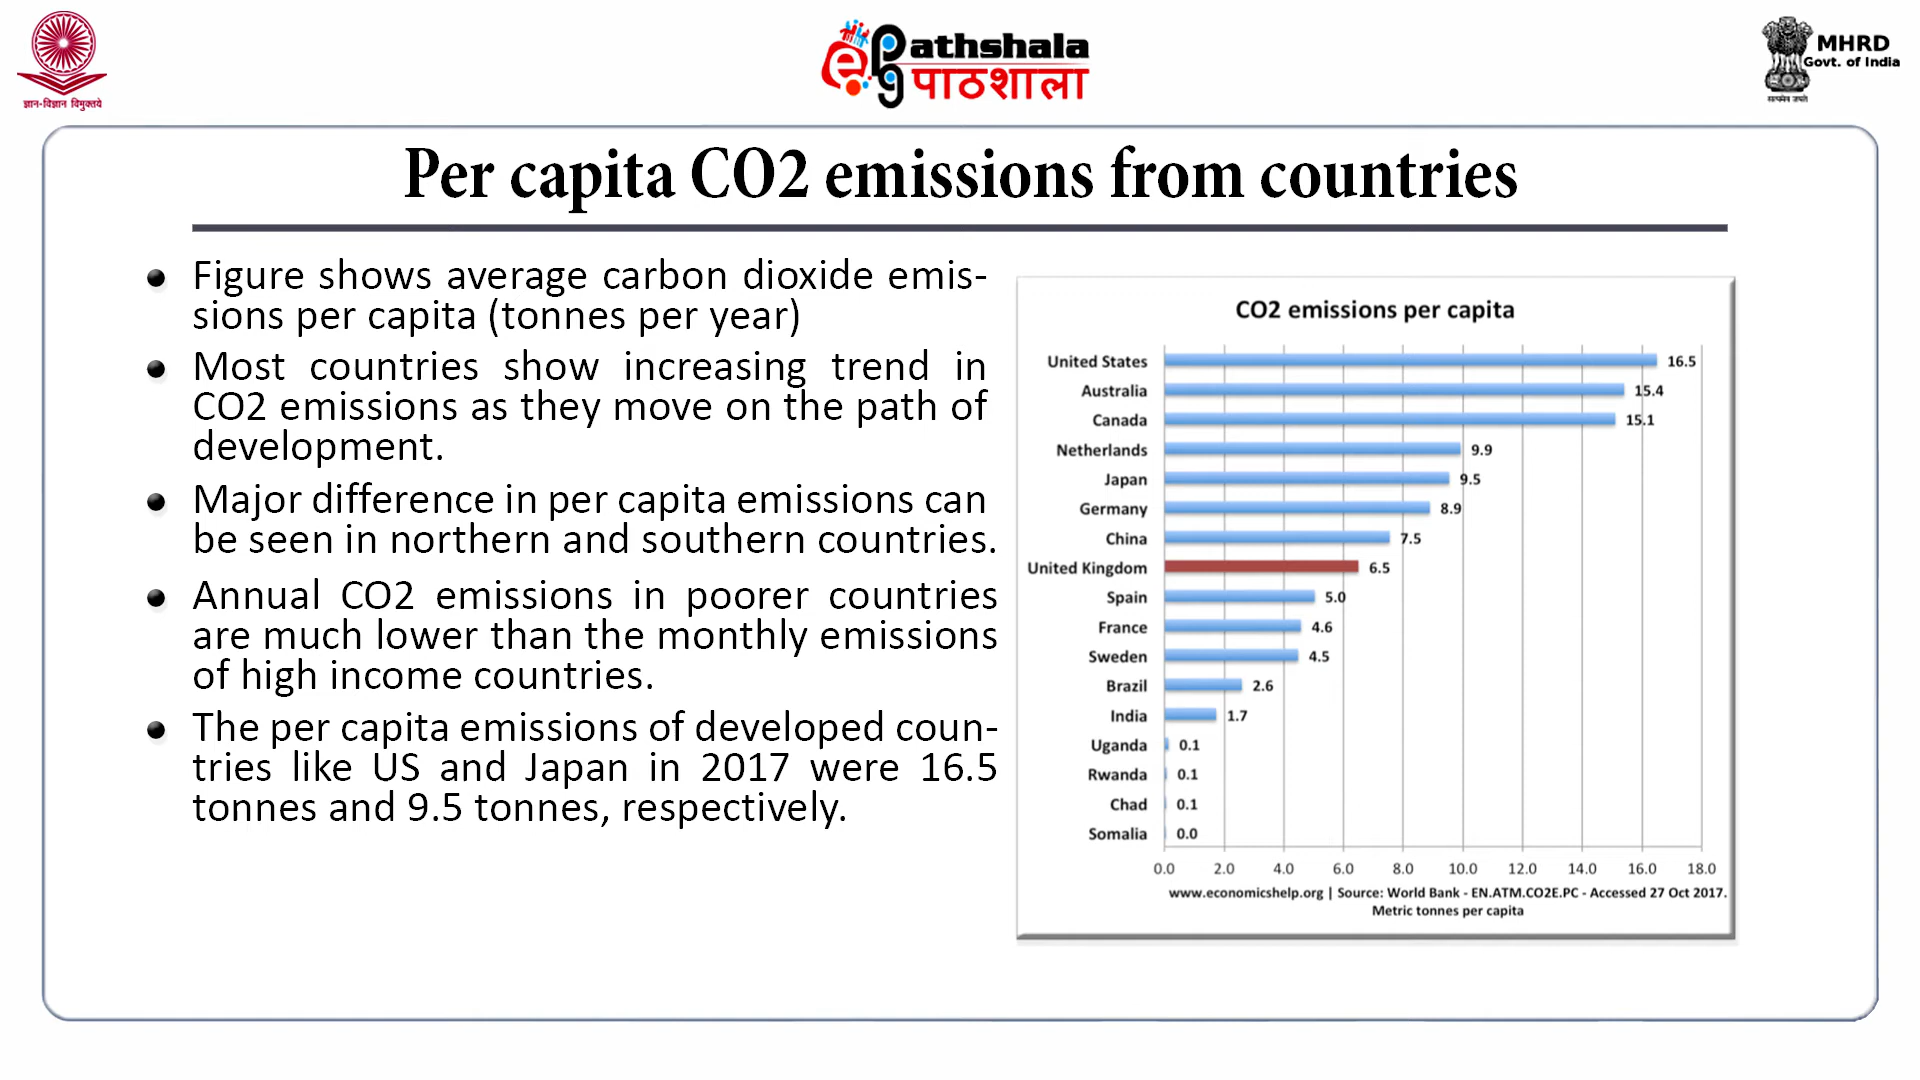 ज्ञान-विज्ञान विमुक्तये
ePG Pathshala
पाठशाला
MHRD
Govt. of India
सत्यमेव जयते
Per capita CO2 emissions from countries
Figure shows average carbon dioxide emis-
sions per capita (tonnes per year)
Most countries show increasing trend in
CO2 emissions as they move on the path of
development.
Major difference in per capita emissions can
be seen in northern and southern countries.
Annual CO2 emissions in poorer countries
are much lower than the monthly emissions
of high income countries.
The per capita emissions of developed coun-
tries like US and Japan in 2017 were 16.5
tonnes and 9.5 tonnes, respectively.
CO2 emissions per capita
United States 16.5
Australia 15.4
Canada 15.1
Netherlands 9.9
Japan 9.5
Germany 8.9
China 7.5
United Kingdom 6.5
Spain 5.0
France 4.6
Sweden 4.5
Brazil 2.6
India 1.7
Uganda 0.1
Rwanda 0.1
Chad 0.1
Somalia 0.0
0.0 2.0 4.0 6.0 8.0 10.0 12.0 14.0 16.0 18.0
www.economicshelp.org | Source: World Bank - EN.ATM.CO2E.PC - Accessed 27 Oct 2017.
Metric tonnes per capita